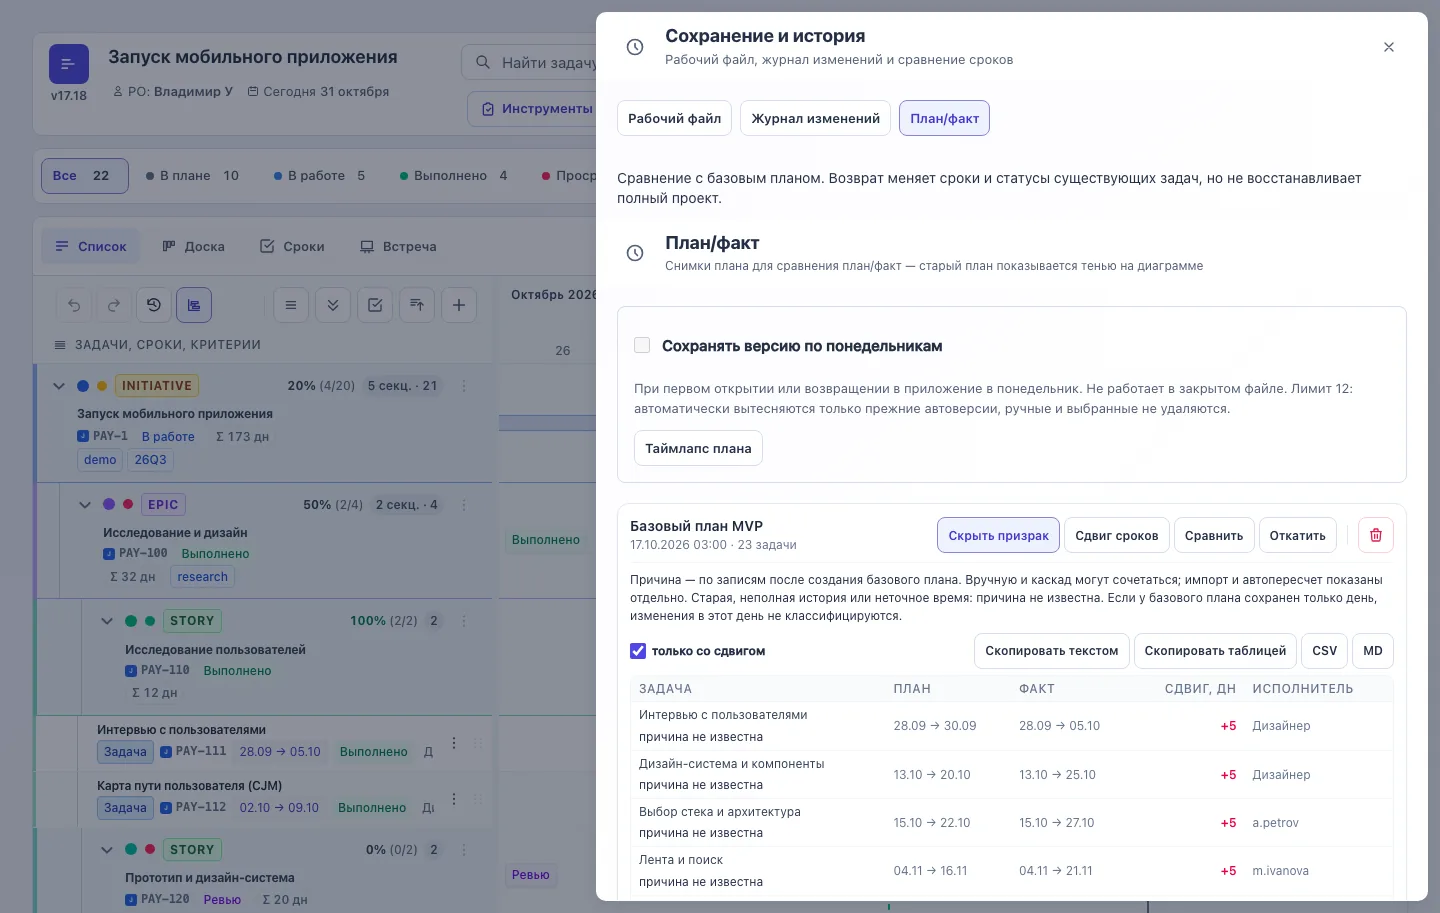 Запуск мобильного приложения
v17.18
PO: Владимир У
Сегодня 31 октября
Найти задачу
Инструменты
Все 22
В плане 10
В работе 5
Выполнено 4
Список
Доска
Сроки
Встреча
Октябрь 2026
ЗАДАЧИ, СРОКИ, КРИТЕРИИ
26
INITIATIVE
20% (4/20)
5 секц. · 21
Запуск мобильного приложения
PAY-1 В работе Σ 173 дн
demo 26Q3
EPIC
50% (2/4)
2 секц. · 4
Исследование и дизайн
PAY-100 Выполнено
Σ 32 дн research
Выполнено
STORY
100% (2/2) 2
Исследование пользователей
PAY-110 Выполнено
Σ 12 дн
Интервью с пользователями
Задача PAY-111 28.09 → 05.10 Выполнено
Карта пути пользователя (CJM)
Задача PAY-112 02.10 → 09.10 Выполнено
STORY
0% (0/2) 2
Прототип и дизайн-система
PAY-120 Ревью Σ 20 дн
Ревью
Сохранение и история
Рабочий файл, журнал изменений и сравнение сроков
Рабочий файл
Журнал изменений
План/факт
Сравнение с базовым планом. Возврат меняет сроки и статусы существующих задач, но не восстанавливает
полный проект.
План/факт
Снимки плана для сравнения план/факт — старый план показывается тенью на диаграмме
Сохранять версию по понедельникам
При первом открытии или возвращении в приложение в понедельник. Не работает в закрытом файле. Лимит 12:
автоматически вытесняются только прежние автоверсии, ручные и выбранные не удаляются.
Таймлапс плана
Базовый план MVP
17.10.2026 03:00 · 23 задачи
Скрыть призрак
Сдвиг сроков
Сравнить
Откатить
Причина — по записям после создания базового плана. Вручную и каскад могут сочетаться; импорт и автопересчет показаны
отдельно. Старая, неполная история или неточное время: причина не известна. Если у базового плана сохранен только день,
изменения в этот день не классифицируются.
только со сдвигом
Скопировать текстом
Скопировать таблицей
CSV
MD
ЗАДАЧА ПЛАН ФАКТ СДВИГ, ДН ИСПОЛНИТЕЛЬ
Интервью с пользователями
причина не известна
28.09 → 30.09 28.09 → 05.10 +5 Дизайнер
Дизайн-система и компоненты
причина не известна
13.10 → 20.10 13.10 → 25.10 +5 Дизайнер
Выбор стека и архитектура
причина не известна
15.10 → 22.10 15.10 → 27.10 +5 a.petrov
Лента и поиск
причина не известна
04.11 → 16.11 04.11 → 21.11 +5 m.ivanova